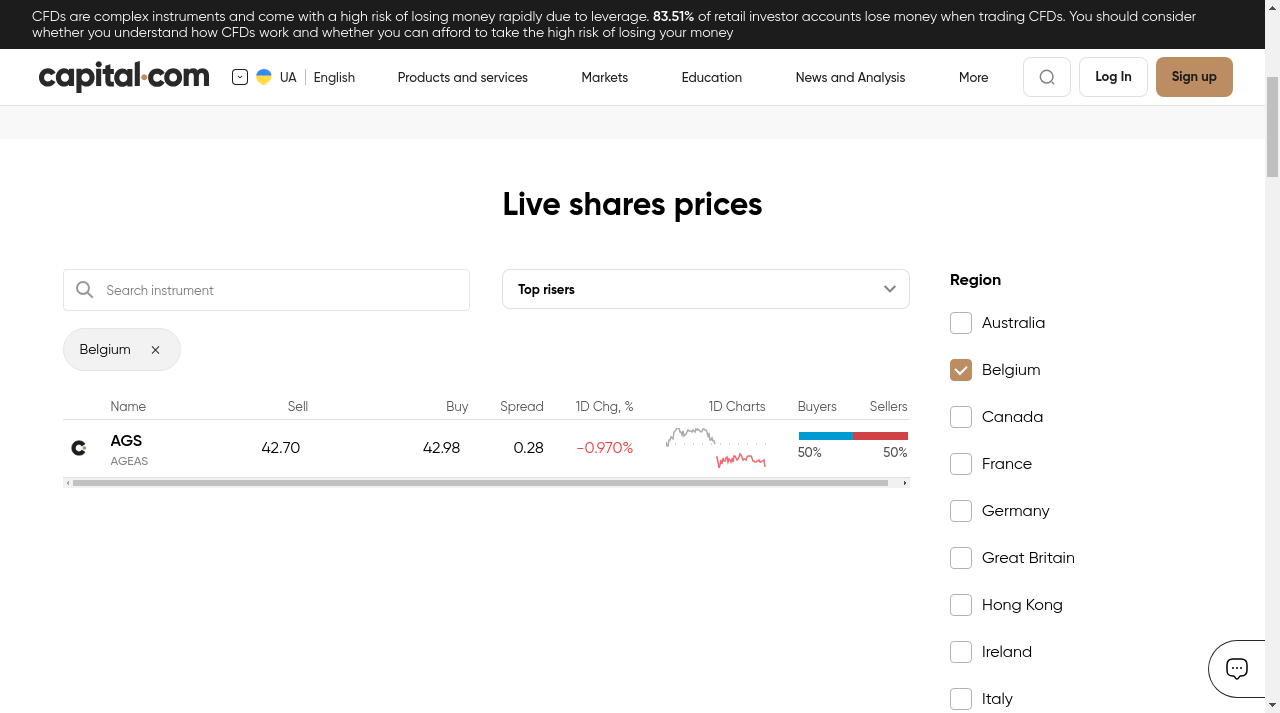 CFDs are complex instruments and come with a high risk of losing money rapidly due to leverage. 83.51% of retail investor accounts lose money when trading CFDs. You should consider
whether you understand how CFDs work and whether you can afford to take the high risk of losing your money
capital.com UA English Products and services Markets Education News and Analysis More Log In Sign up
Live shares prices
Search instrument
Top risers
Belgium
Name Sell Buy Spread 1D Chg, % 1D Charts Buyers Sellers
AGS
AGEAS
42.70 42.98 0.28 -0.970% 50% 50%
Region
Australia
Belgium
Canada
France
Germany
Great Britain
Hong Kong
Ireland
Italy